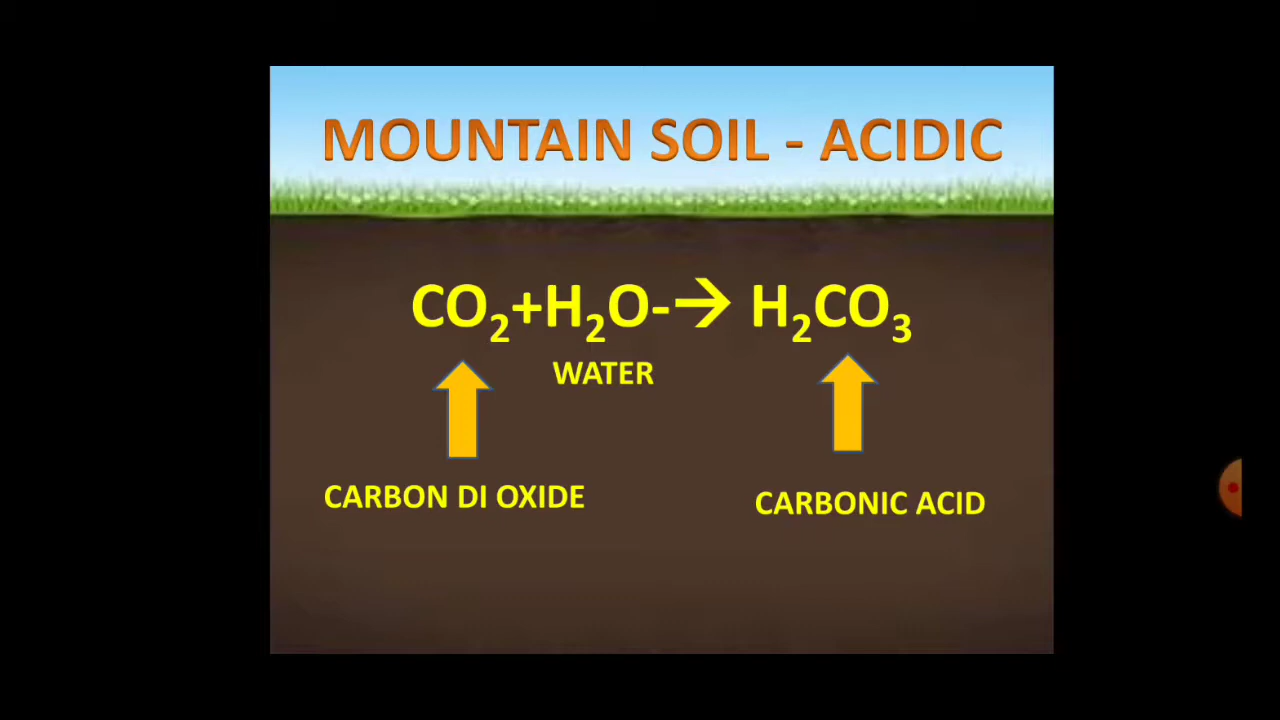 MOUNTAIN SOIL - ACIDIC
CO₂+H₂O-→ H₂CO₃
WATER
CARBON DI OXIDE
CARBONIC ACID